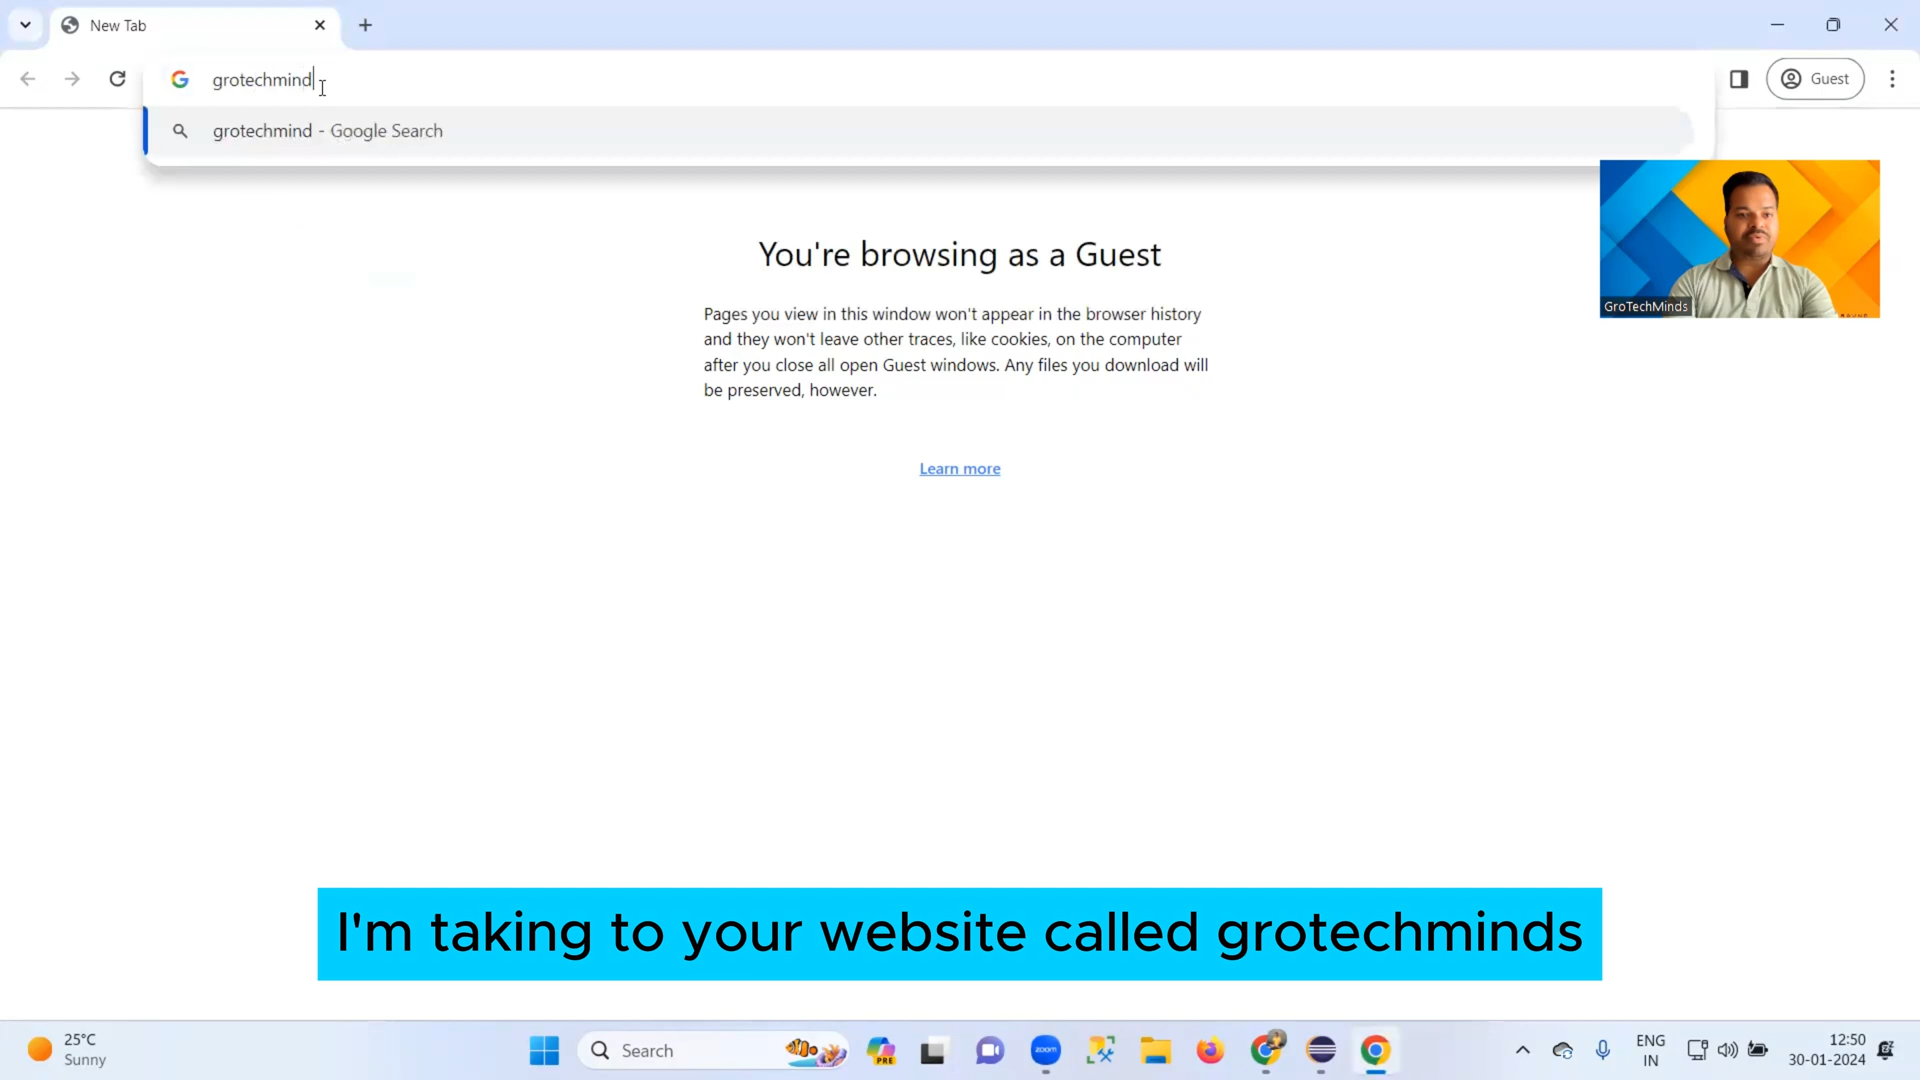 New Tab
grotechmind
Guest
grotechmind - Google Search
You're browsing as a Guest
Pages you view in this window won't appear in the browser history
and they won't leave other traces, like cookies, on the computer
after you close all open Guest windows. Any files you download will
be preserved, however.
Learn more
GroTechMinds
I'm taking to your website called grotechminds
25°C
Sunny
Search
PRE
zoom
ENG
IN
12:50
30-01-2024